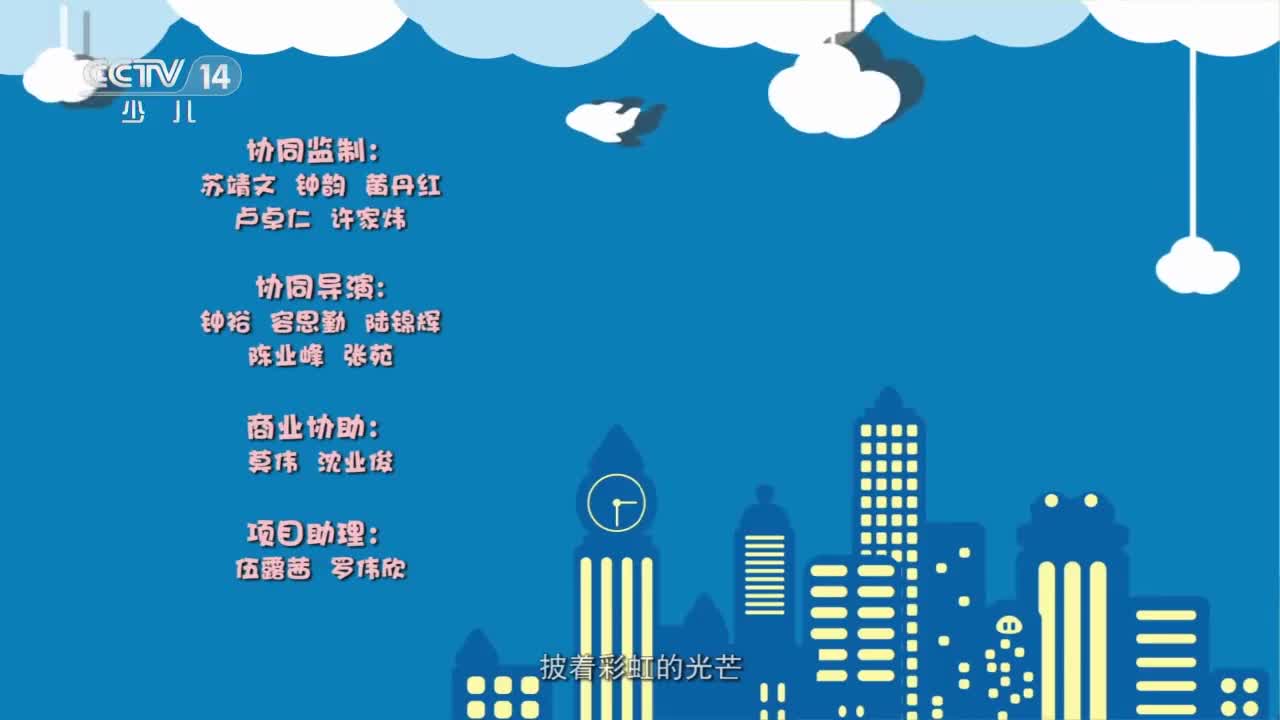 CCTV 14
少儿
协同监制：
苏靖文 钟韵 黄丹红
卢卓仁 许家炜
协同导演：
钟裕 容思勤 陆锦辉
陈业峰 张苑
商业协助：
莫伟 沈业俊
项目助理：
伍露茜 罗伟欣
披着彩虹的光芒